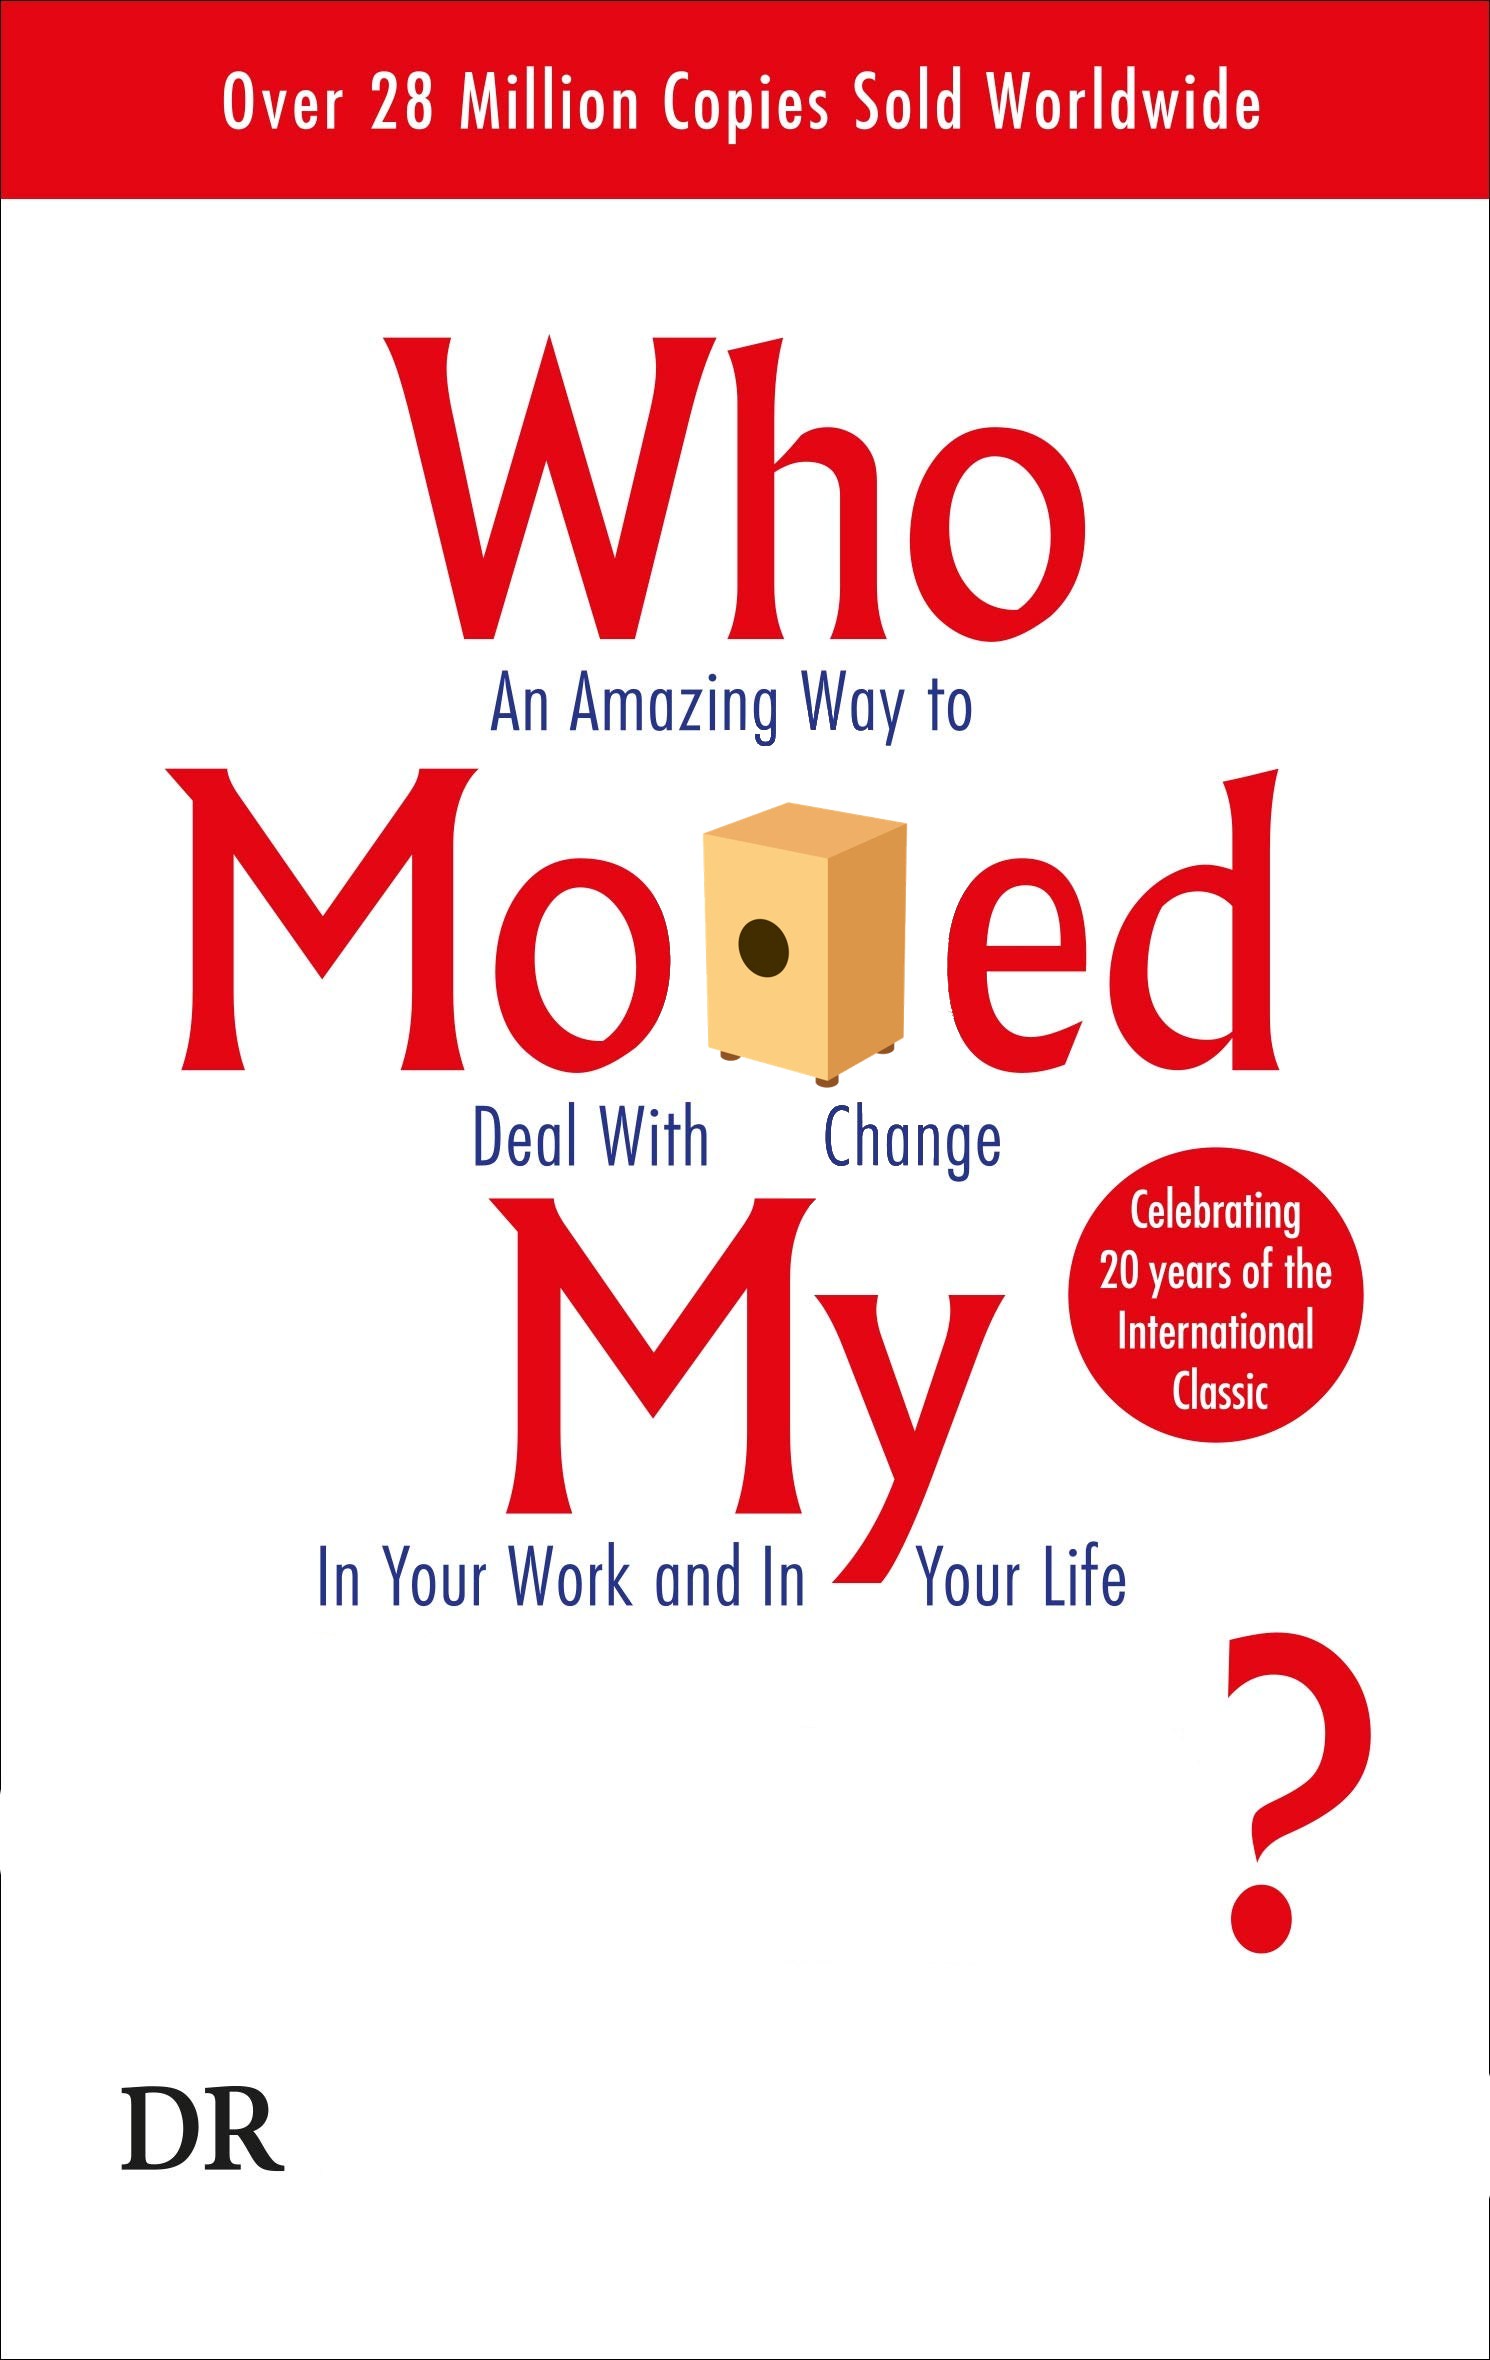 Over 28 Million Copies Sold Worldwide
Who
An Amazing Way to
Mo ed
Deal With Change
My
Celebrating
20 years of the
International
Classic
In Your Work and In Your Life
?
DR